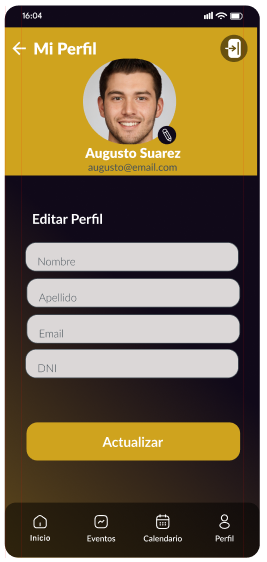 16:04
Mi Perfil
Augusto Suarez
augusto@email.com
Editar Perfil
Nombre
Apellido
Email
DNI
Actualizar
Inicio
Eventos
Calendario
Perfil